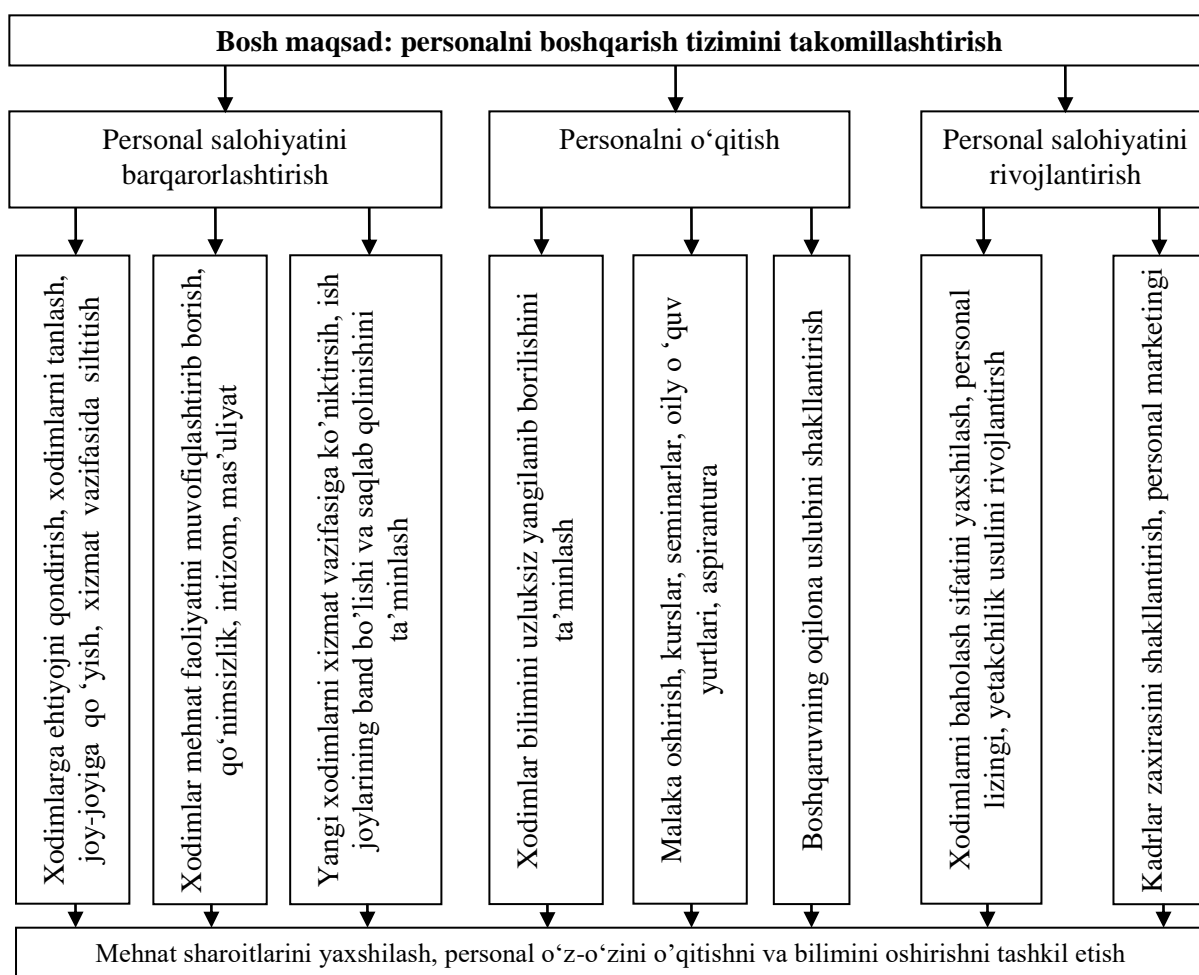 Bosh maqsad: personalni boshqarish tizimini takomillashtirish
Personal salohiyatini
barqarorlashtirish
Personalni o‘qitish
Personal salohiyatini
rivojlantirish
Xodimlarga ehtiyojni qondirish, xodimlarni tanlash,
joy-joyiga qo ‘yish, xizmat vazifasida siltitish
Xodimlar mehnat faoliyatini muvofiqlashtirib borish,
qo‘nimsizlik, intizom, mas’uliyat
Yangi xodimlarni xizmat vazifasiga ko’niktirsih, ish
joylarining band bo’lishi va saqlab qolinishini
ta’minlash
Xodimlar bilimini uzluksiz yangilanib borilishini
ta’minlash
Malaka oshirish, kurslar, seminarlar, oily o ‘quv
yurtlari, aspirantura
Boshqaruvning oqilona uslubini shakllantirish
Xodimlarni baholash sifatini yaxshilash, personal
lizingi, yetakchilik usulini rivojlantirsh
Kadrlar zaxirasini shakllantirish, personal marketingi
Mehnat sharoitlarini yaxshilash, personal o‘z-o‘zini o’qitishni va bilimini oshirishni tashkil etish